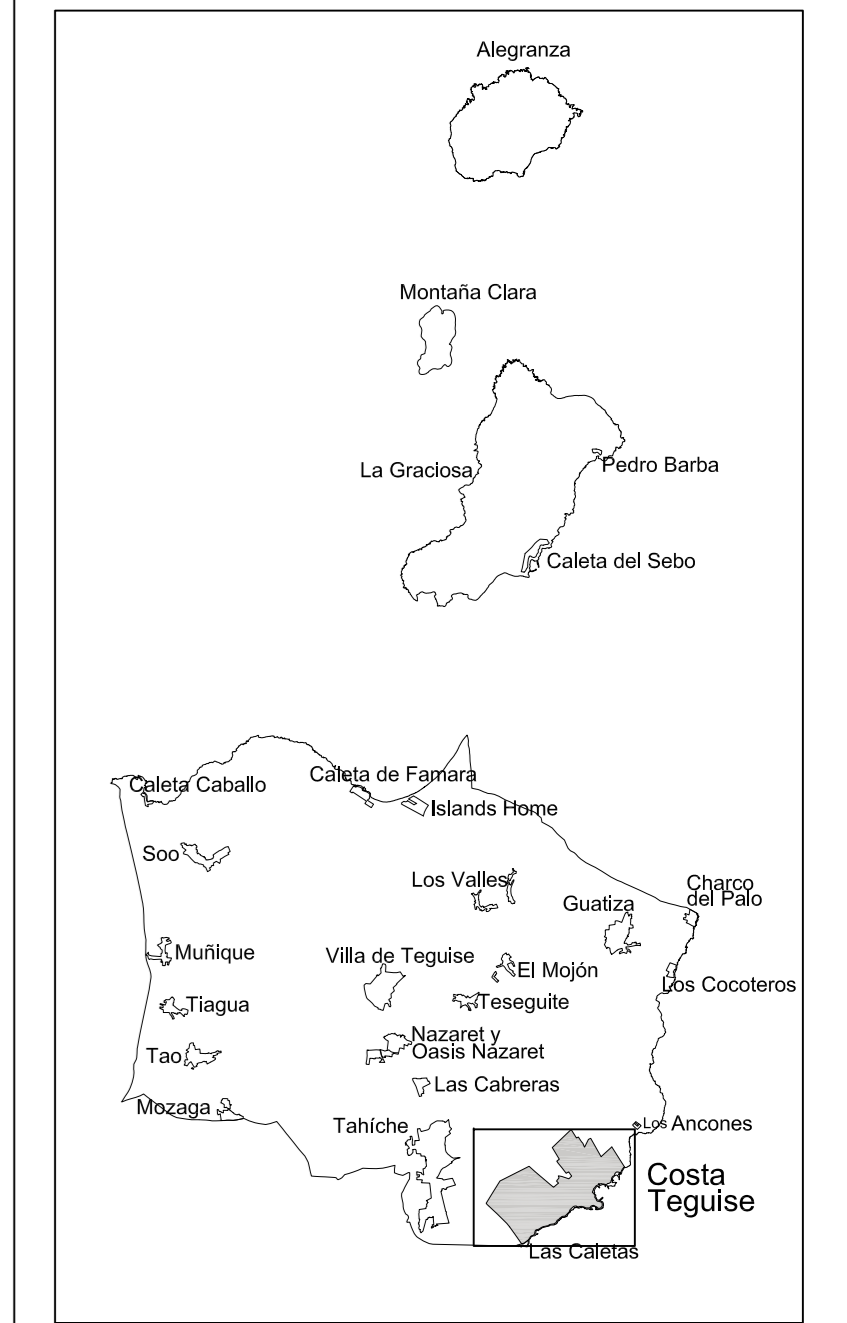 Alegranza
Montaña Clara
La Graciosa
Pedro Barba
Caleta del Sebo
Caleta Caballo
Caleta de Famara
Islands Home
Soo
Los Valles
Guatiza
Charco
del Palo
Muñique
Villa de Teguise
El Mojón
Los Cocoteros
Tiagua
Teseguite
Tao
Nazaret y
Oasis Nazaret
Las Cabreras
Mozaga
Tahíche
Los Ancones
Costa
Teguise
Las Caletas